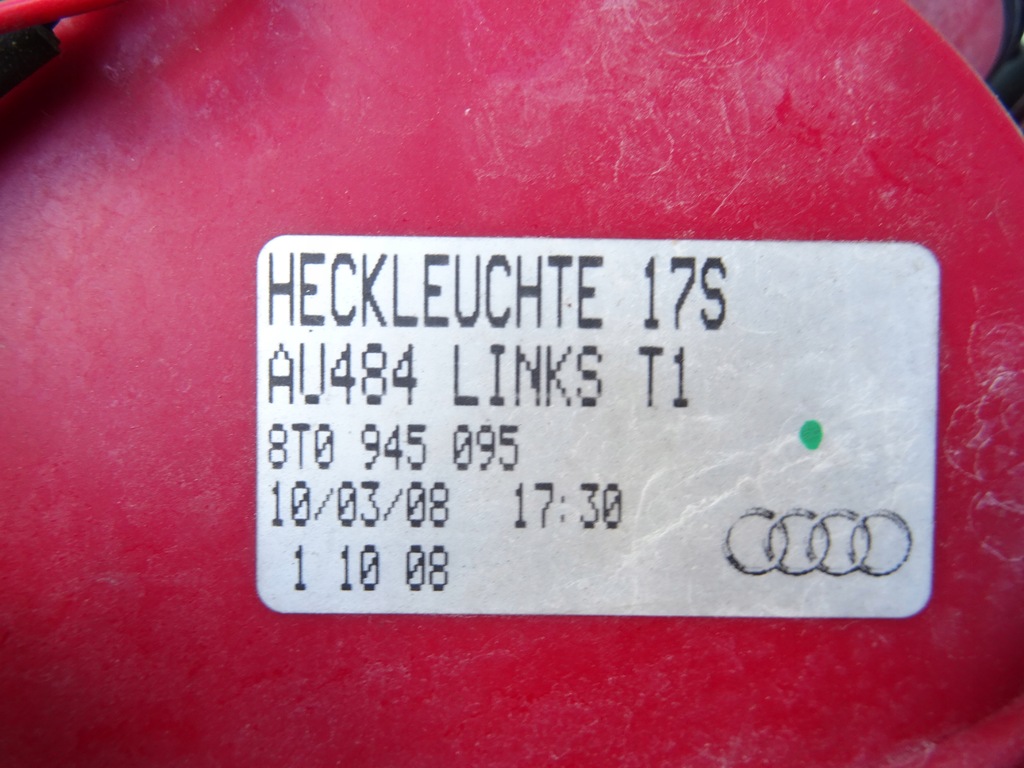 HECKLEUCHTE 17S
AU484 LINKS T1
8T0 945 095
10/03/08 17:30
1 10 08